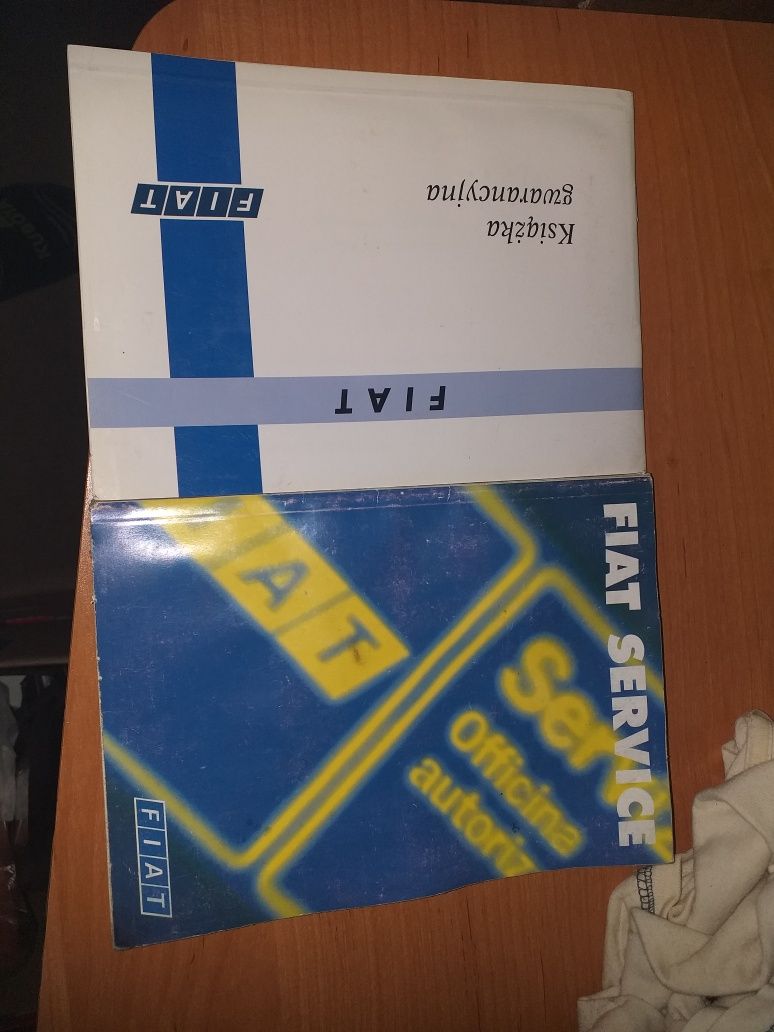 Książka
gwarancyjna
FIAT
FIAT
FIAT SERVICE
FIAT
Officina
FIAT